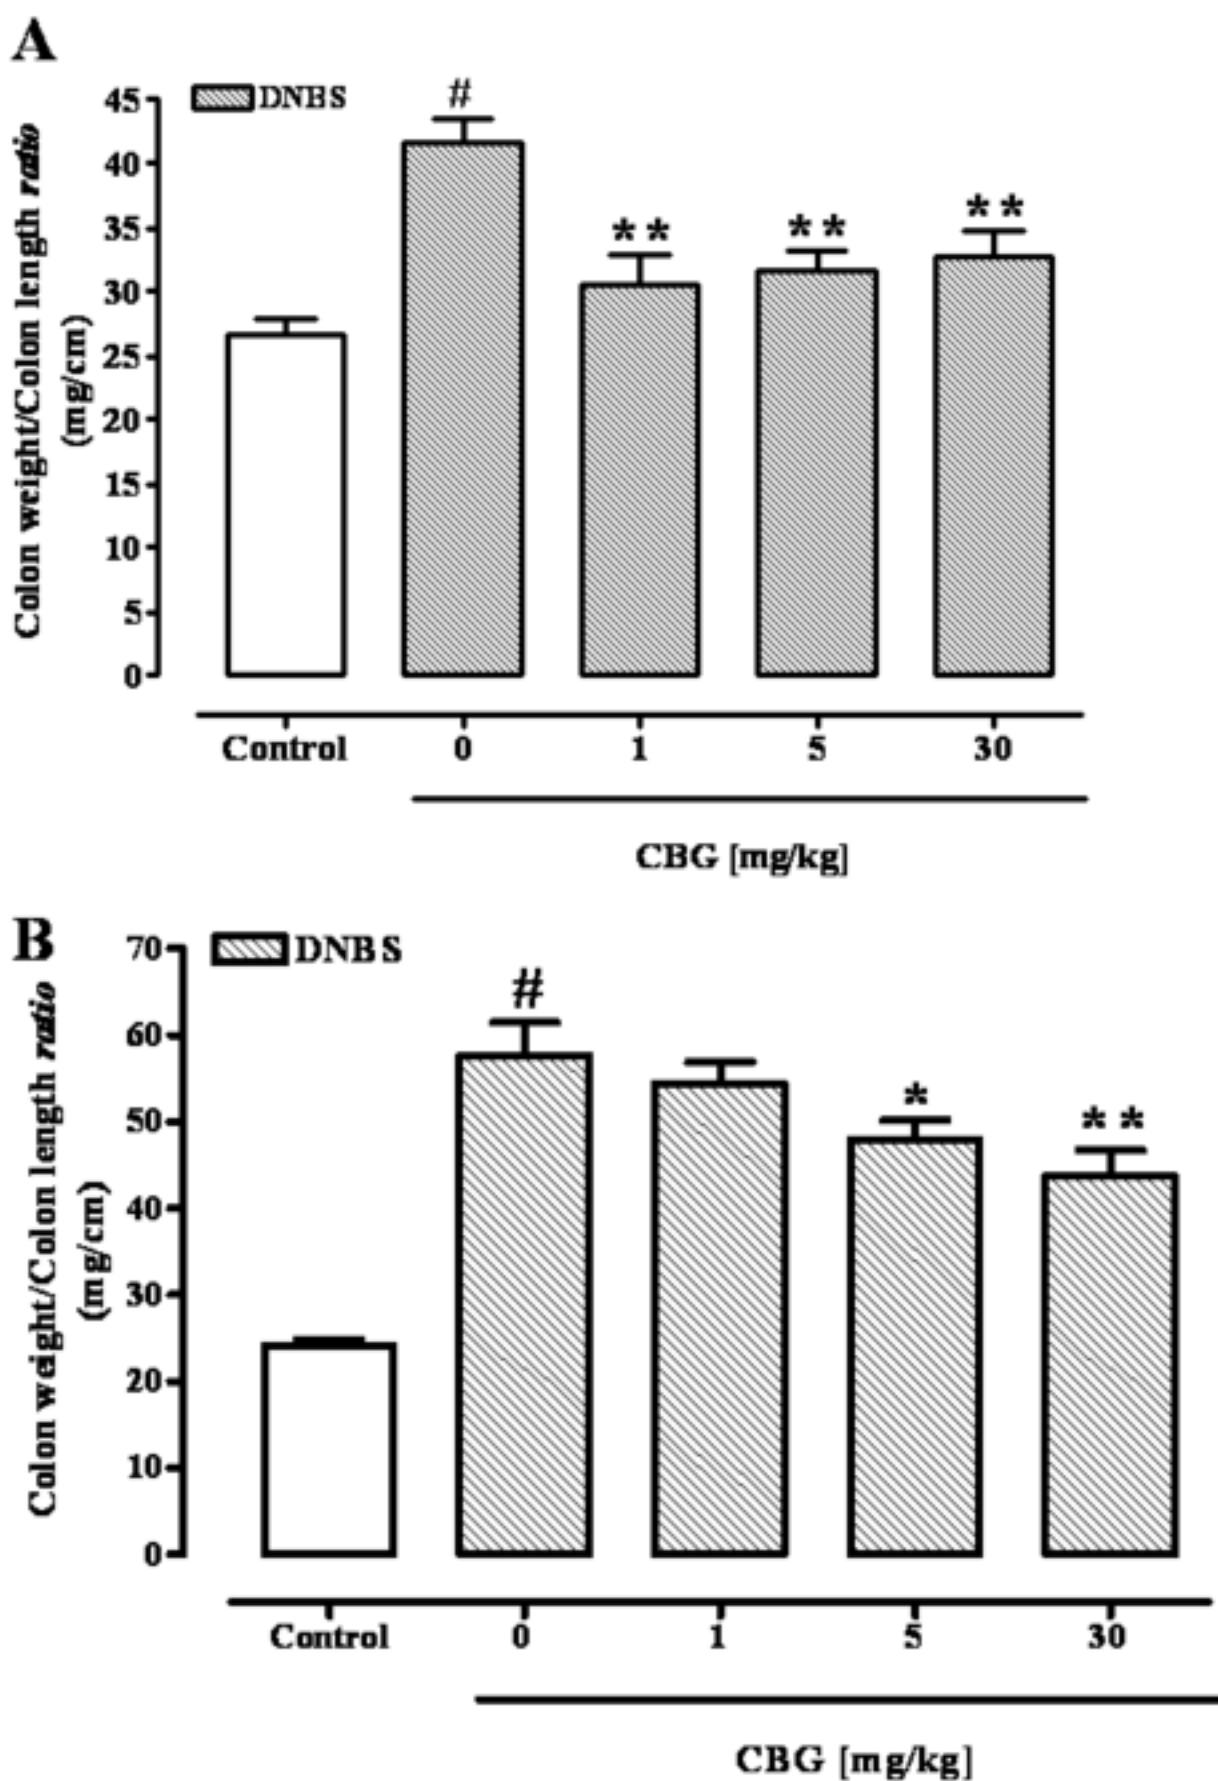 A
DNBS
#
45
40
35
30
25
20
15
10
5
0
**
**
**
Colon weight/Colon length ratio
(mg/cm)
Control 0 1 5 30
CBG [mg/kg]
B
DNBS
#
70
60
50
40
30
20
10
0
*
**
Colon weight/Colon length ratio
(mg/cm)
Control 0 1 5 30
CBG [mg/kg]